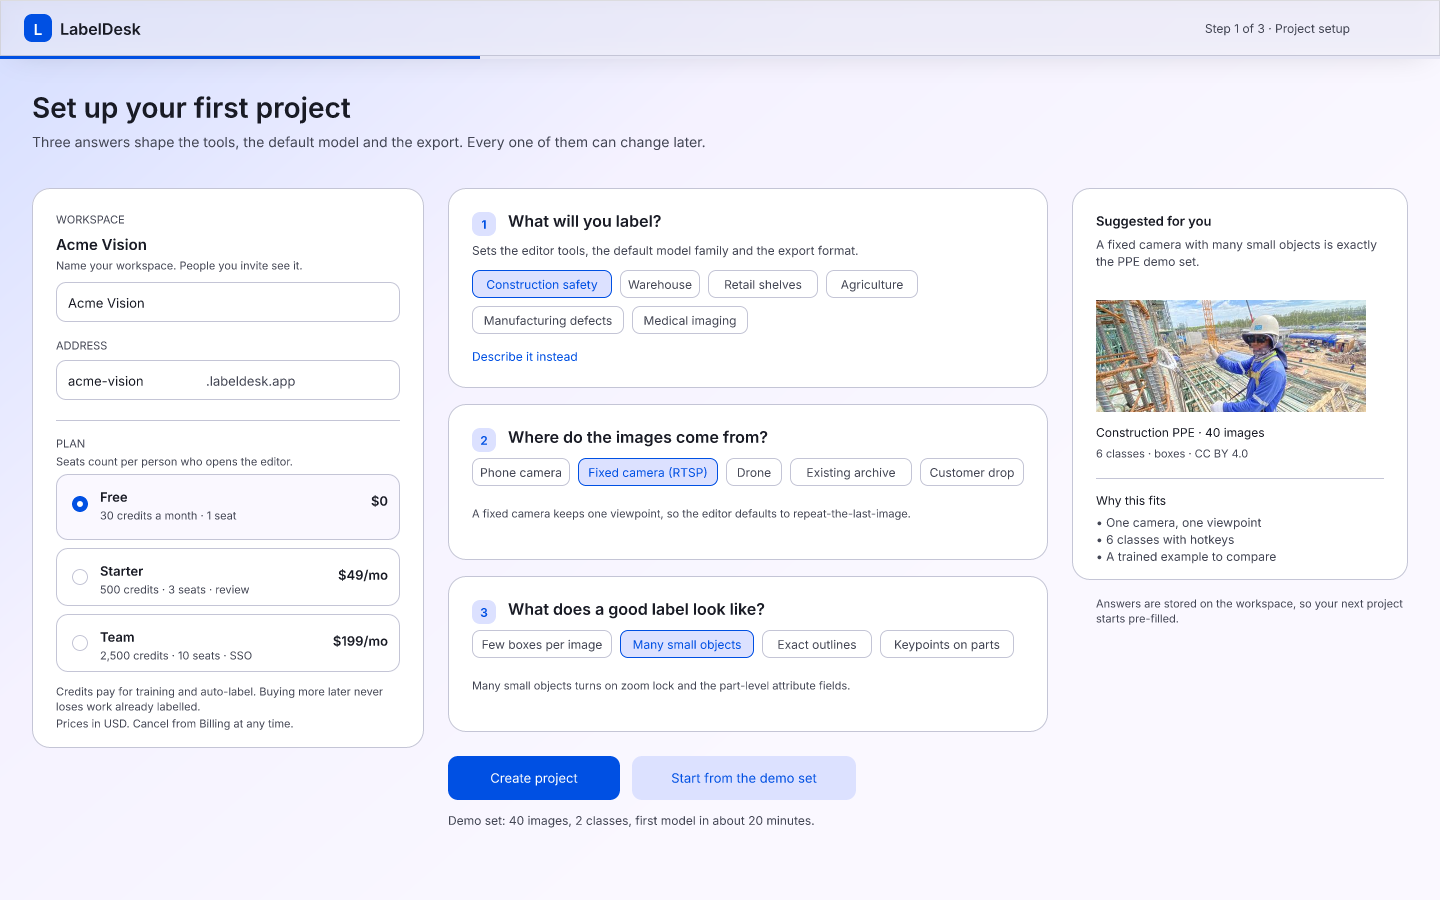 L LabelDesk
Step 1 of 3 · Project setup
Set up your first project
Three answers shape the tools, the default model and the export. Every one of them can change later.
WORKSPACE
Acme Vision
Name your workspace. People you invite see it.
Acme Vision
ADDRESS
acme-vision .labeldesk.app
PLAN
Seats count per person who opens the editor.
Free
$0
30 credits a month · 1 seat
Starter
$49/mo
500 credits · 3 seats · review
Team
$199/mo
2,500 credits · 10 seats · SSO
Credits pay for training and auto-label. Buying more later never
loses work already labelled.
Prices in USD. Cancel from Billing at any time.
1 What will you label?
Sets the editor tools, the default model family and the export format.
Construction safety Warehouse Retail shelves Agriculture
Manufacturing defects Medical imaging
Describe it instead
2 Where do the images come from?
Phone camera Fixed camera (RTSP) Drone Existing archive Customer drop
A fixed camera keeps one viewpoint, so the editor defaults to repeat-the-last-image.
3 What does a good label look like?
Few boxes per image Many small objects Exact outlines Keypoints on parts
Many small objects turns on zoom lock and the part-level attribute fields.
Create project Start from the demo set
Demo set: 40 images, 2 classes, first model in about 20 minutes.
Suggested for you
A fixed camera with many small objects is exactly
the PPE demo set.
Construction PPE · 40 images
6 classes · boxes · CC BY 4.0
Why this fits
• One camera, one viewpoint
• 6 classes with hotkeys
• A trained example to compare
Answers are stored on the workspace, so your next project
starts pre-filled.